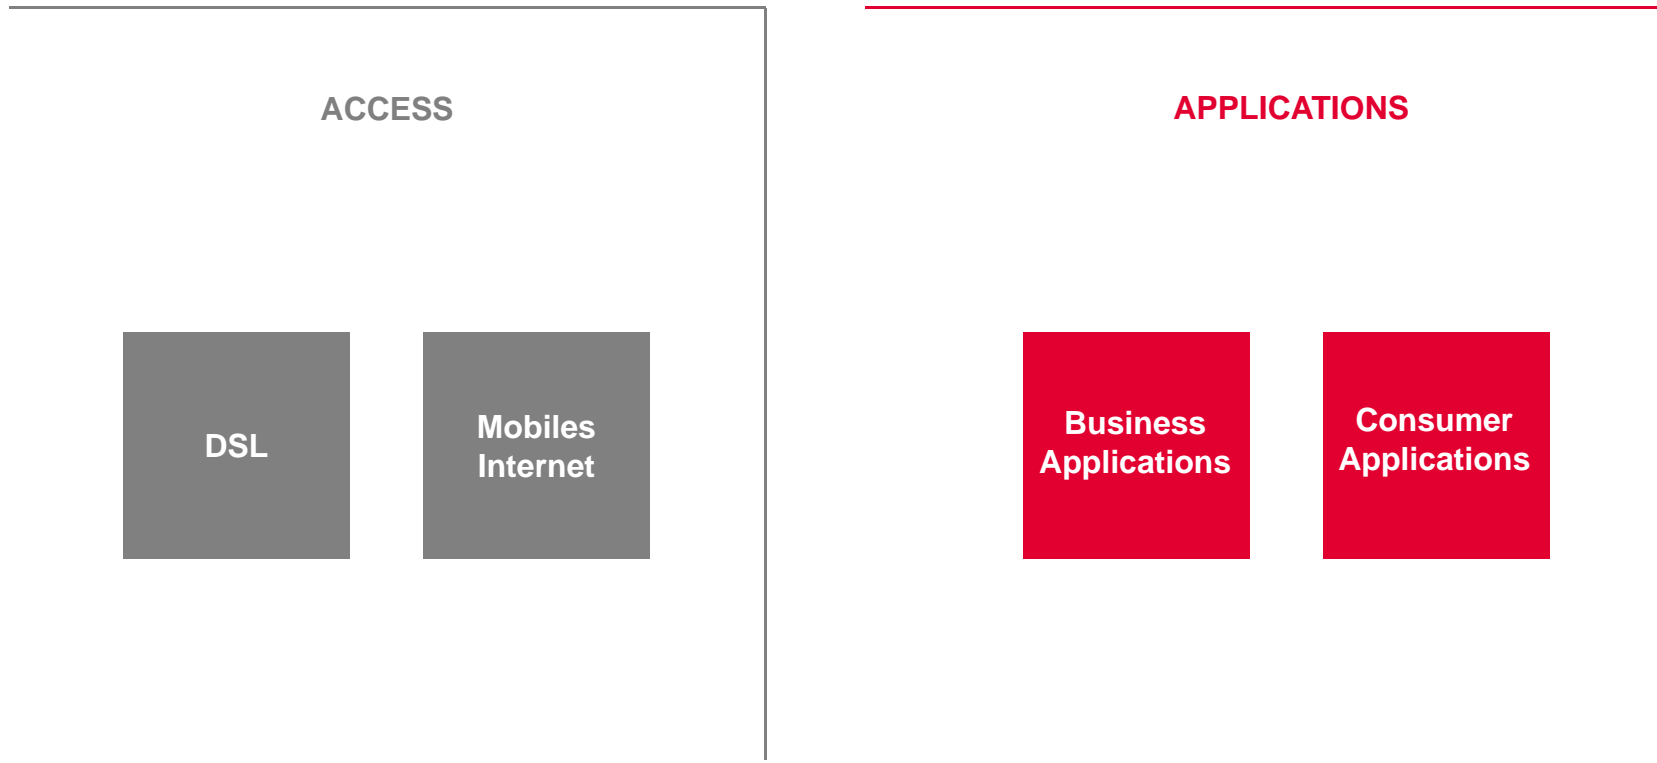 ACCESS
APPLICATIONS
DSL
Mobiles
Internet
Business
Applications
Consumer
Applications